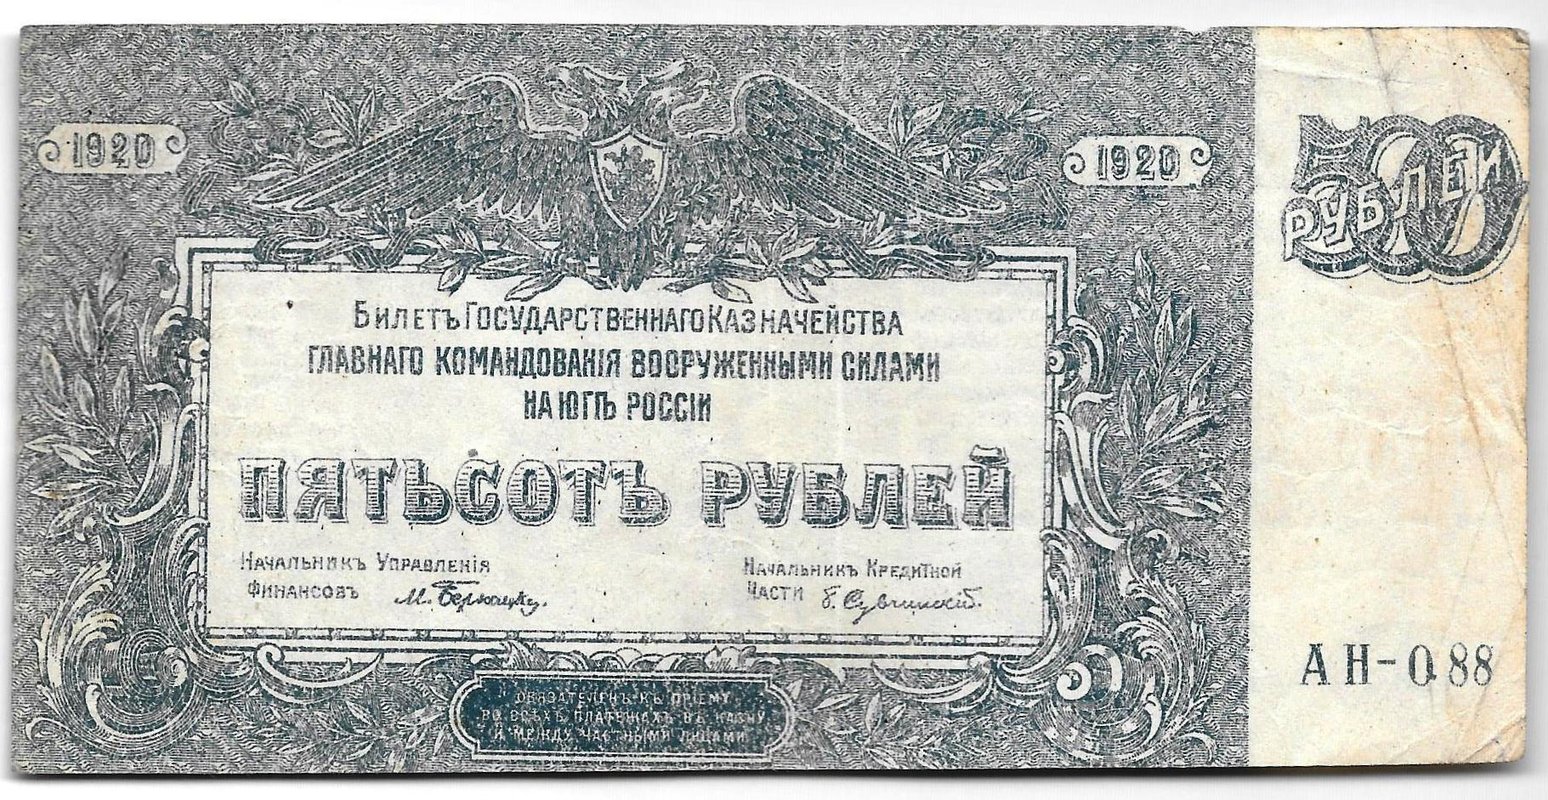 1920
1920
500
РУБЛЕЙ
БИЛЕТЪ ГОСУДАРСТВЕННАГО КАЗНАЧЕЙСТВА
ГЛАВНАГО КОМАНДОВАНІЯ ВООРУЖЕННЫМИ СИЛАМИ
НА ЮГѢ РОССІИ
ПЯТЬСОТЪ РУБЛЕЙ
НАЧАЛЬНИКЪ УПРАВЛЕНІЯ
ФИНАНСОВЪ М.
НАЧАЛЬНИКЪ КРЕДИТНОЙ
ЧАСТИ
АН-088
ОБЯЗАТЕЛЕНЪ КЪ ПРІЕМУ
ВО ВСѢХЪ ПЛАТЕЖАХЪ ВЪ КАЗНУ
И МЕЖДУ ЧАСТНЫМИ ЛИЦАМИ